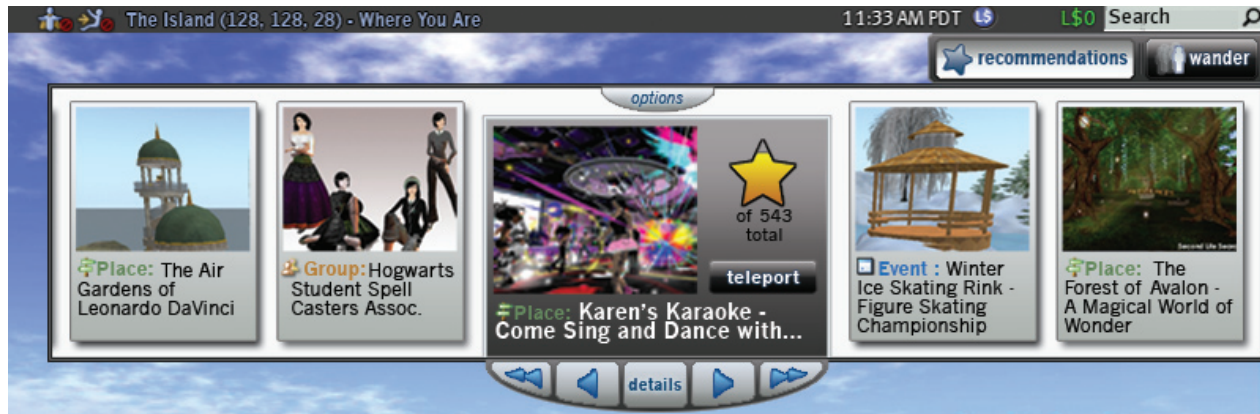 The Island (128, 128, 28) - Where You Are
11:33 AM PDT L$ L$0 Search
recommendations wander
options
Place: The Air
Gardens of
Leonardo DaVinci
Group: Hogwarts
Student Spell
Casters Assoc.
of 543
total
teleport
Place: Karen's Karaoke -
Come Sing and Dance with...
Event : Winter
Ice Skating Rink -
Figure Skating
Championship
Second Life
Place: The
Forest of Avalon -
A Magical World of
Wonder
details